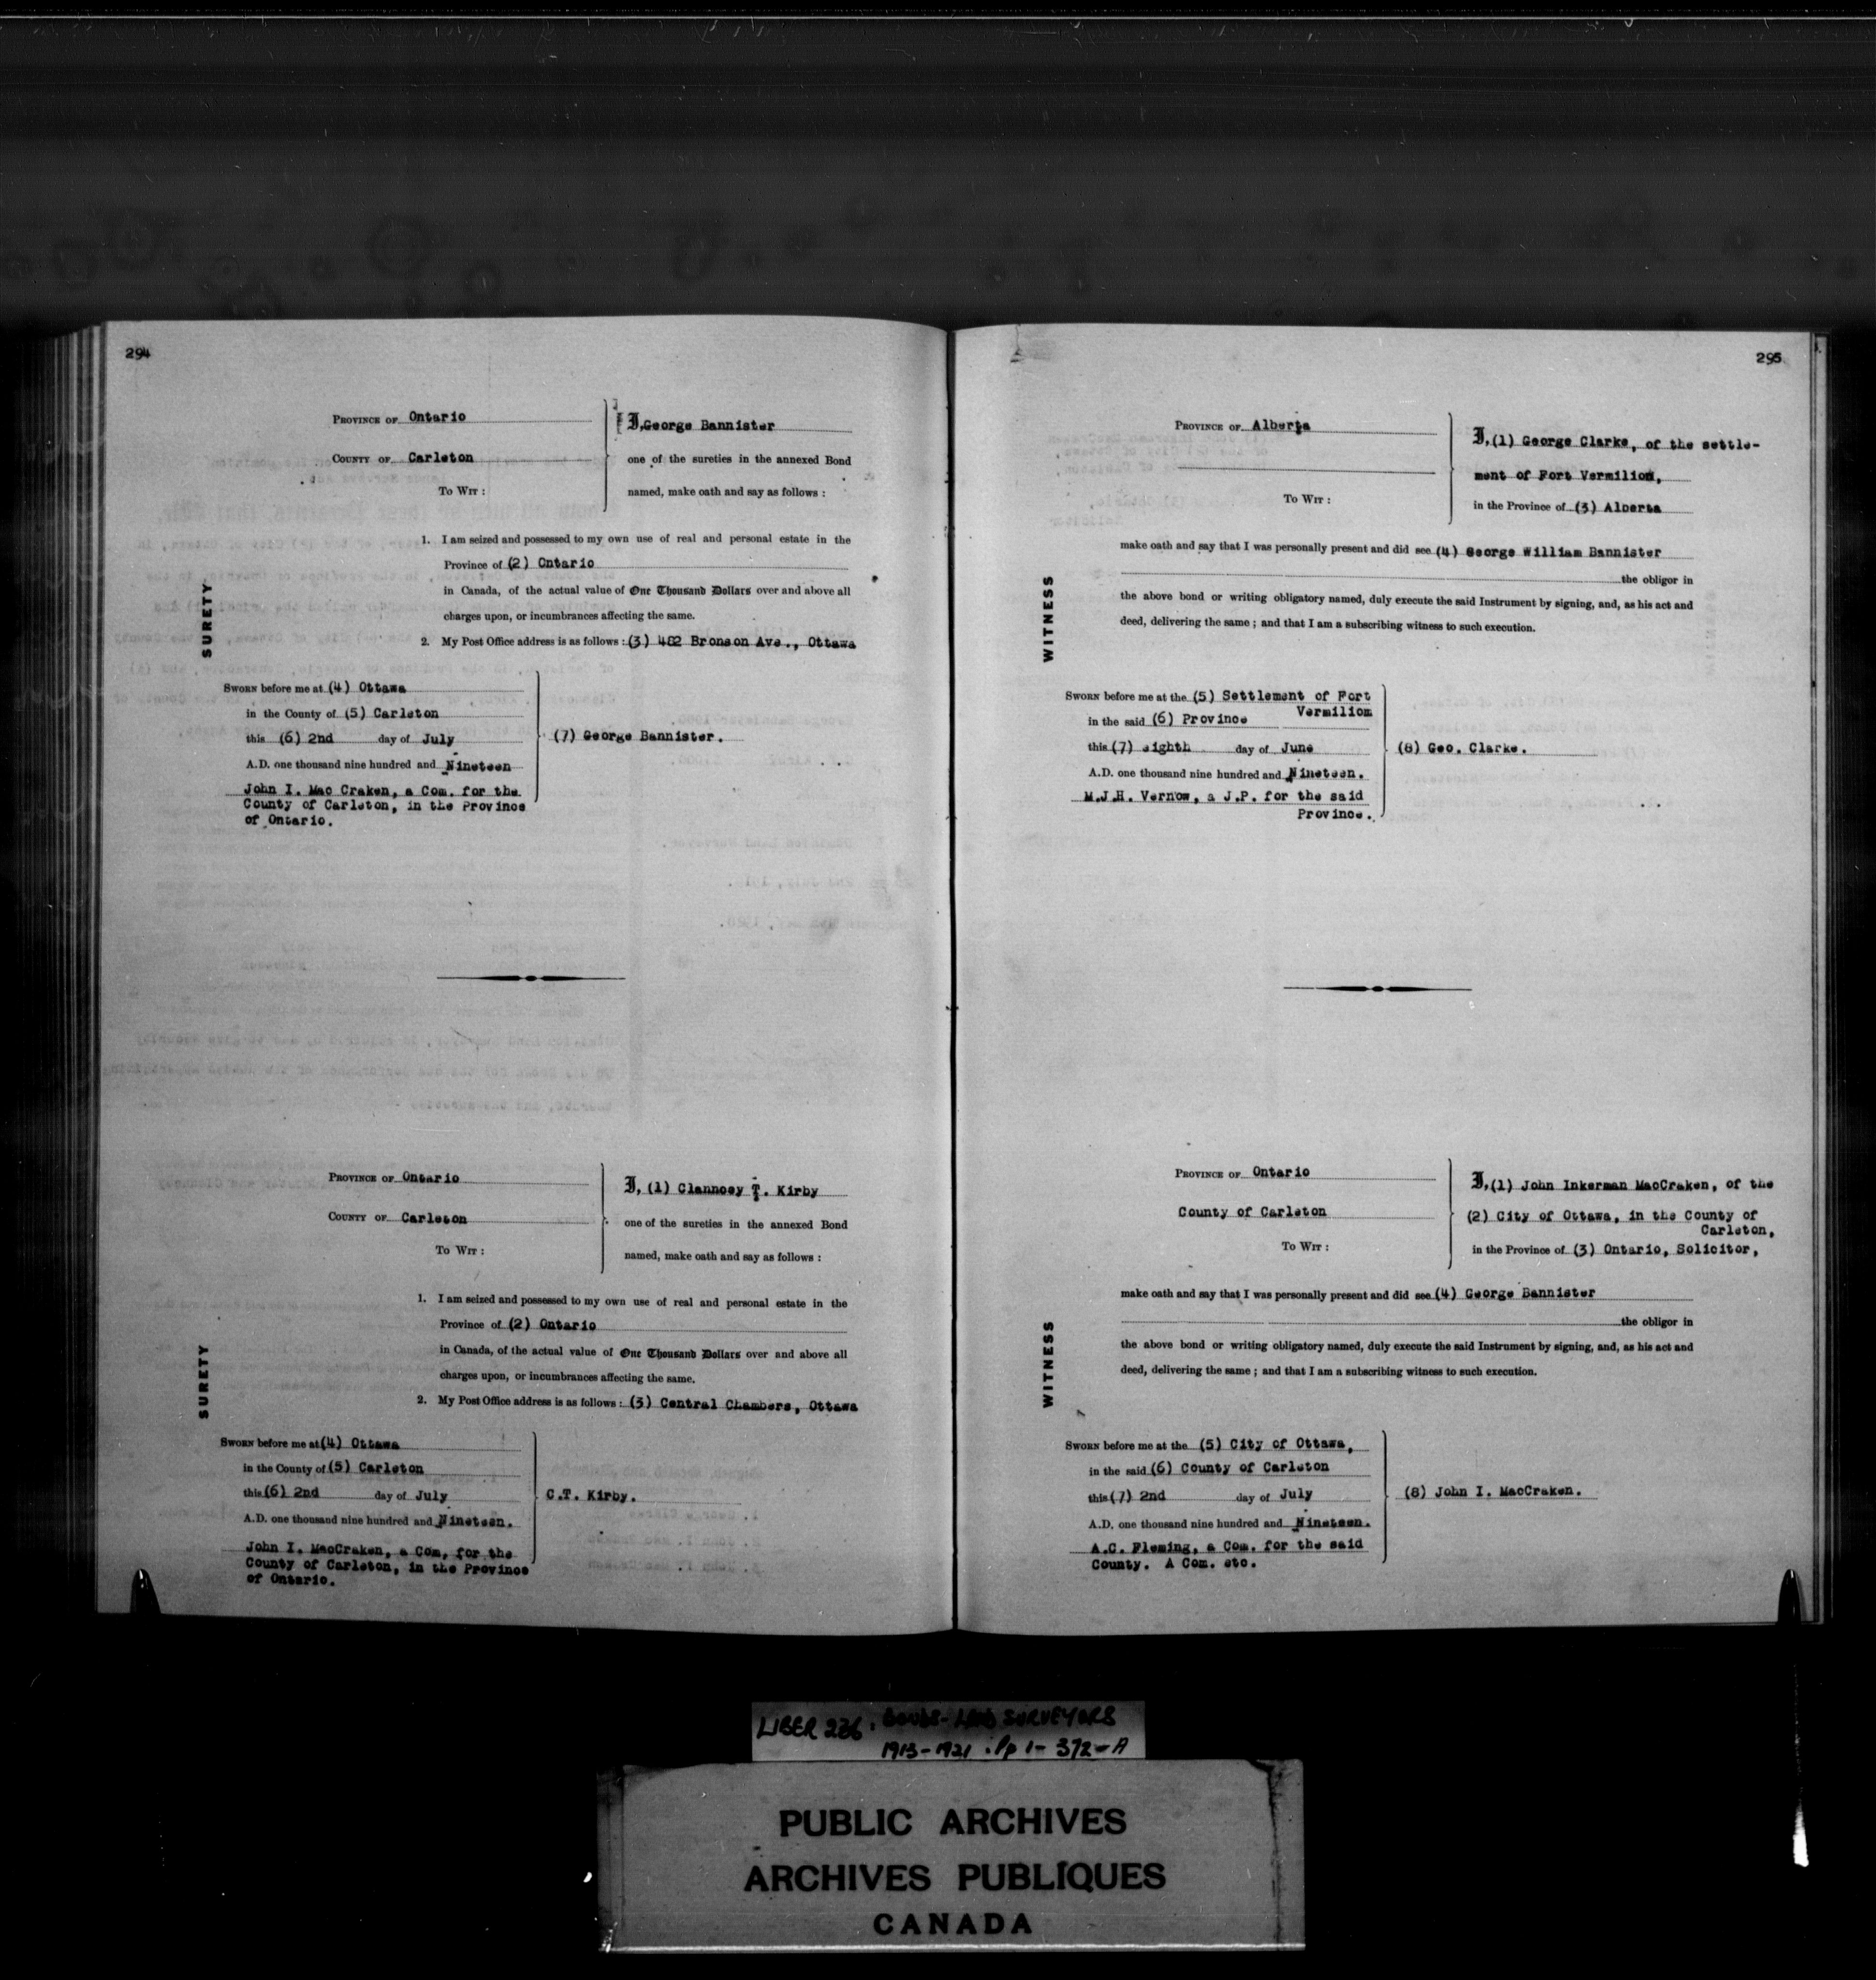 294
PROVINCE OF Ontario
COUNTY OF Carleton
TO WIT :
I, George Bannister
one of the sureties in the annexed Bond
named, make oath and say as follows :
SURETY
1. I am seized and possessed to my own use of real and personal estate in the
Province of (2) Ontario
in Canada, of the actual value of One Thousand Dollars over and above all
charges upon, or incumbrances affecting the same.
2. My Post Office address is as follows : (3) 482 Bronson Ave., Ottawa
SWORN before me at (4) Ottawa
in the County of (5) Carleton
this (6) 2nd day of July
A.D. one thousand nine hundred and Nineteen
John I. Mac Craken, a Com. for the
County of Carleton, in the Province
of Ontario.
(7) George Bannister.
PROVINCE OF Ontario
COUNTY OF Carleton
TO WIT :
I, (1) Clanncey T. Kirby
one of the sureties in the annexed Bond
named, make oath and say as follows :
SURETY
1. I am seized and possessed to my own use of real and personal estate in the
Province of (2) Ontario
in Canada, of the actual value of One Thousand Dollars over and above all
charges upon, or incumbrances affecting the same.
2. My Post Office address is as follows : (3) Central Chambers, Ottawa
SWORN before me at (4) Ottawa
in the County of (5) Carleton
this (6) 2nd day of July
A.D. one thousand nine hundred and Nineteen.
John I. MacCraken, a Com, for the
County of Carleton, in the Province
of Ontario.
C.T. Kirby.
295
PROVINCE OF Alberta
TO WIT :
I, (1) George Clarke, of the settle-
ment of Fort Vermilion,
in the Province of (3) Alberta
WITNESS
make oath and say that I was personally present and did see (4) George William Bannister
the obligor in
the above bond or writing obligatory named, duly execute the said Instrument by signing, and, as his act and
deed, delivering the same ; and that I am a subscribing witness to such execution.
SWORN before me at the (5) Settlement of Fort
Vermiliom
in the said (6) Province
this (7) eighth day of June
A.D. one thousand nine hundred and Nineteen.
M.J.H. Vernow, a J.P. for the said
Province.
(8) Geo. Clarke.
PROVINCE OF Ontario
County of Carleton
TO WIT :
I, (1) John Inkerman MacCraken, of the
(2) City of Ottawa, in the County of
Carleton,
in the Province of (3) Ontario, Solicitor,
WITNESS
make oath and say that I was personally present and did see (4) George Bannister
the obligor in
the above bond or writing obligatory named, duly execute the said Instrument by signing, and, as his act and
deed, delivering the same ; and that I am a subscribing witness to such execution.
SWORN before me at the (5) City of Ottawa,
in the said (6) County of Carleton
this (7) 2nd day of July
A.D. one thousand nine hundred and Nineteen.
A.C. Fleming, a Com. for the said
County. A Com. etc.
(8) John I. MacCraken.
LIBER 236. BONDS - LAND SURVEYORS
1913-1921. Pp 1-372-A
PUBLIC ARCHIVES
ARCHIVES PUBLIQUES
CANADA